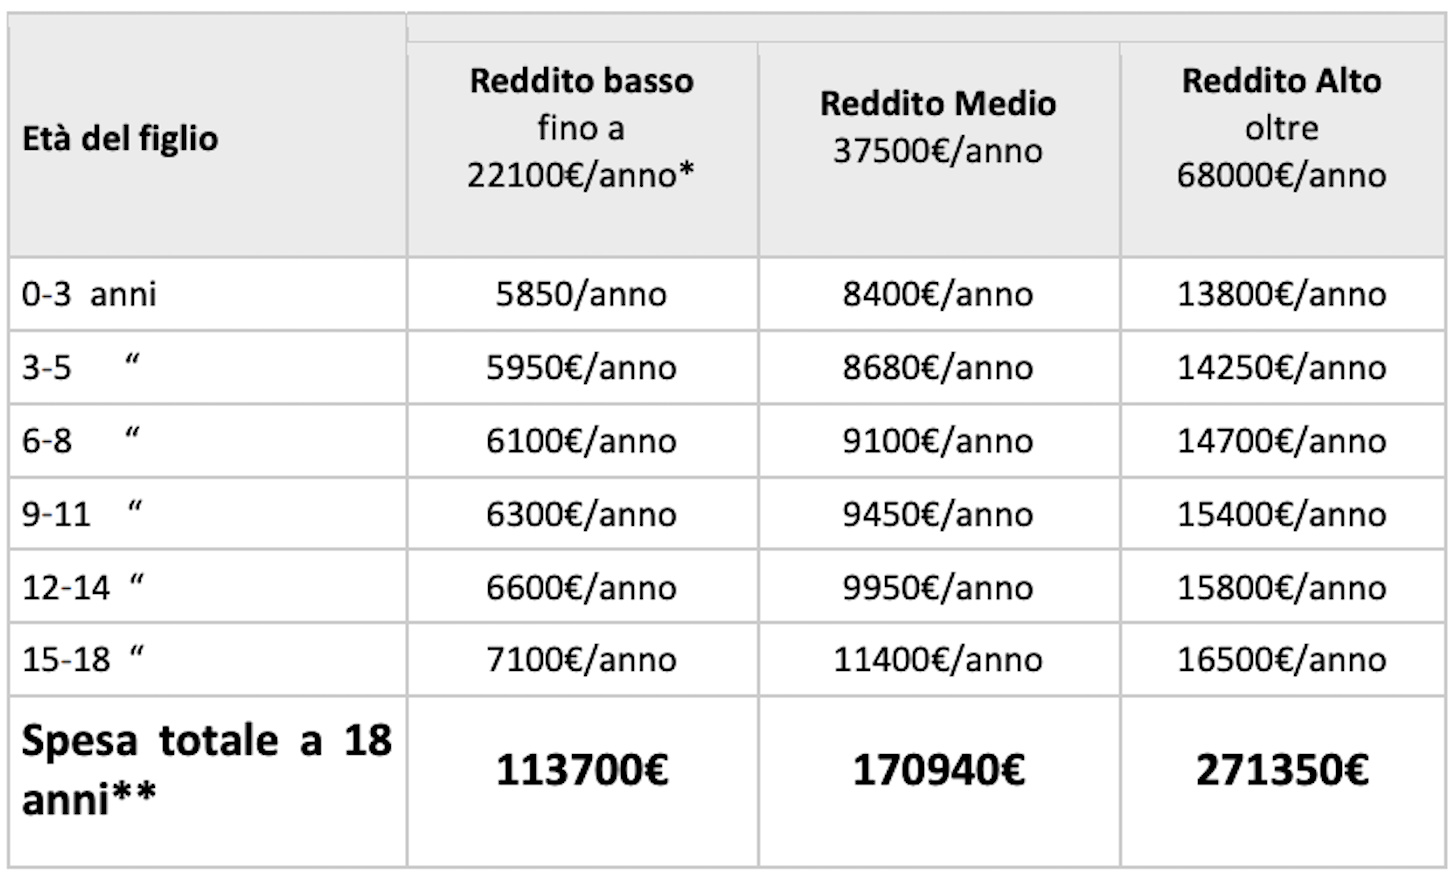 Età del figlio
Reddito basso
fino a
22100€/anno*
Reddito Medio
37500€/anno
Reddito Alto
oltre
68000€/anno
0-3 anni 5850/anno 8400€/anno 13800€/anno
3-5 “ 5950€/anno 8680€/anno 14250€/anno
6-8 “ 6100€/anno 9100€/anno 14700€/anno
9-11 “ 6300€/anno 9450€/anno 15400€/anno
12-14 “ 6600€/anno 9950€/anno 15800€/anno
15-18 “ 7100€/anno 11400€/anno 16500€/anno
Spesa totale a 18
anni**
113700€ 170940€ 271350€